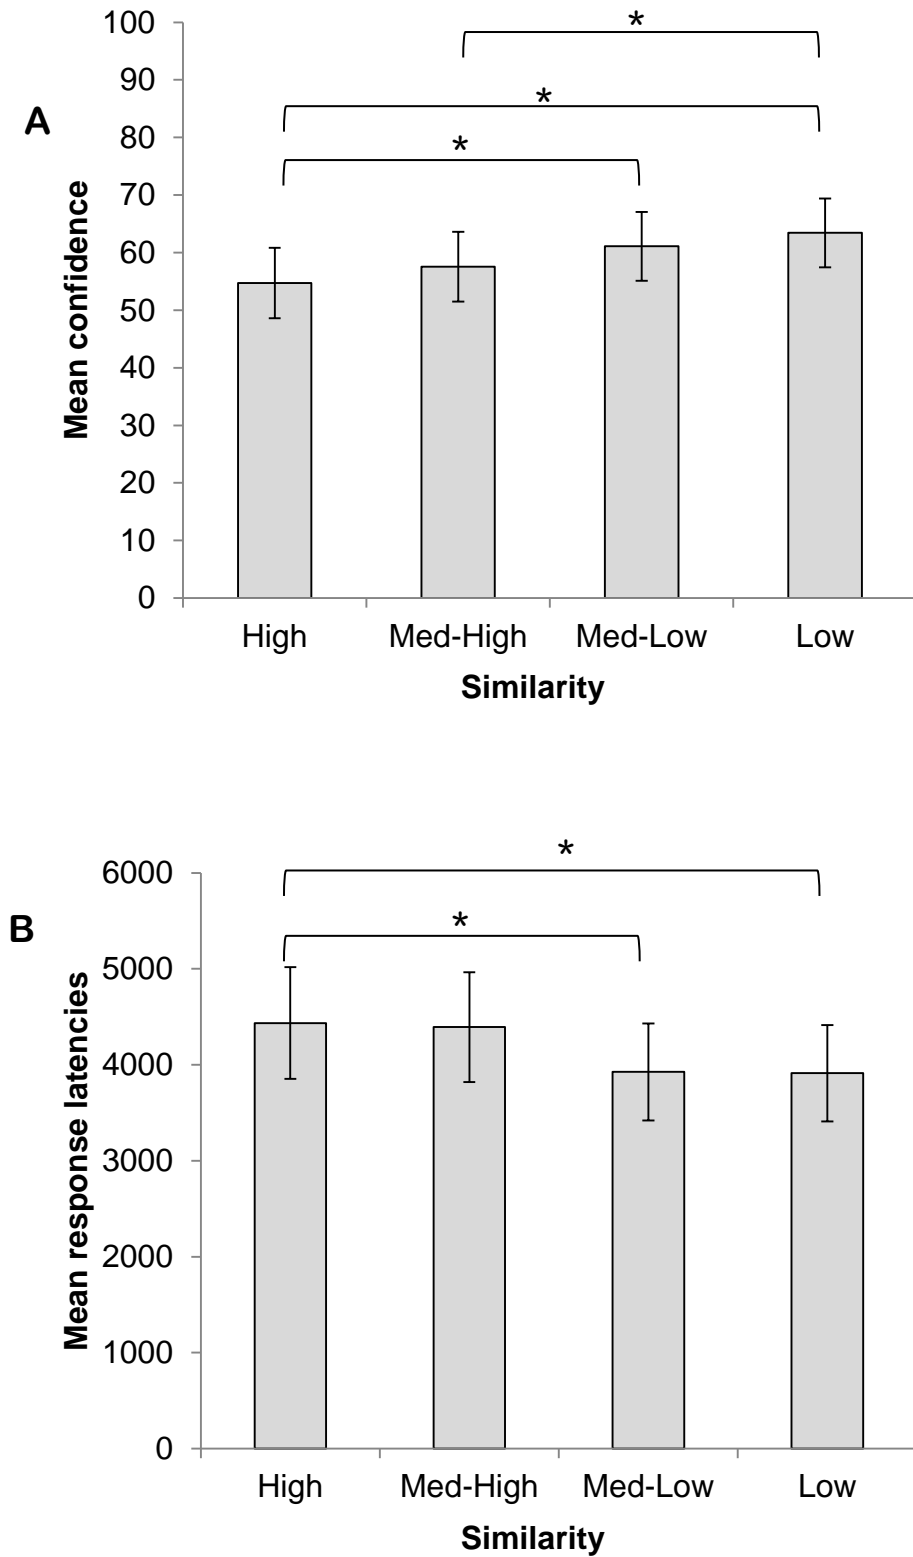 A
Mean confidence
100
90
80
70
60
50
40
30
20
10
0
*
*
*
High Med-High Med-Low Low
Similarity
B
Mean response latencies
6000
5000
4000
3000
2000
1000
0
*
*
High Med-High Med-Low Low
Similarity